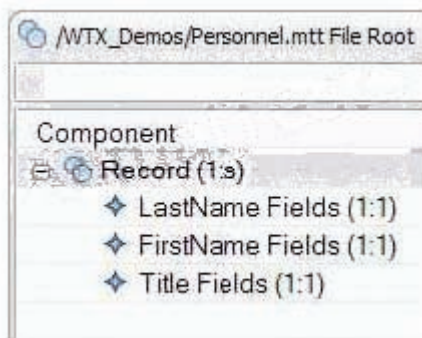 /WTX_Demos/Personnel.mtt File Root
Component
Record (1:s)
LastName Fields (1:1)
FirstName Fields (1:1)
Title Fields (1:1)